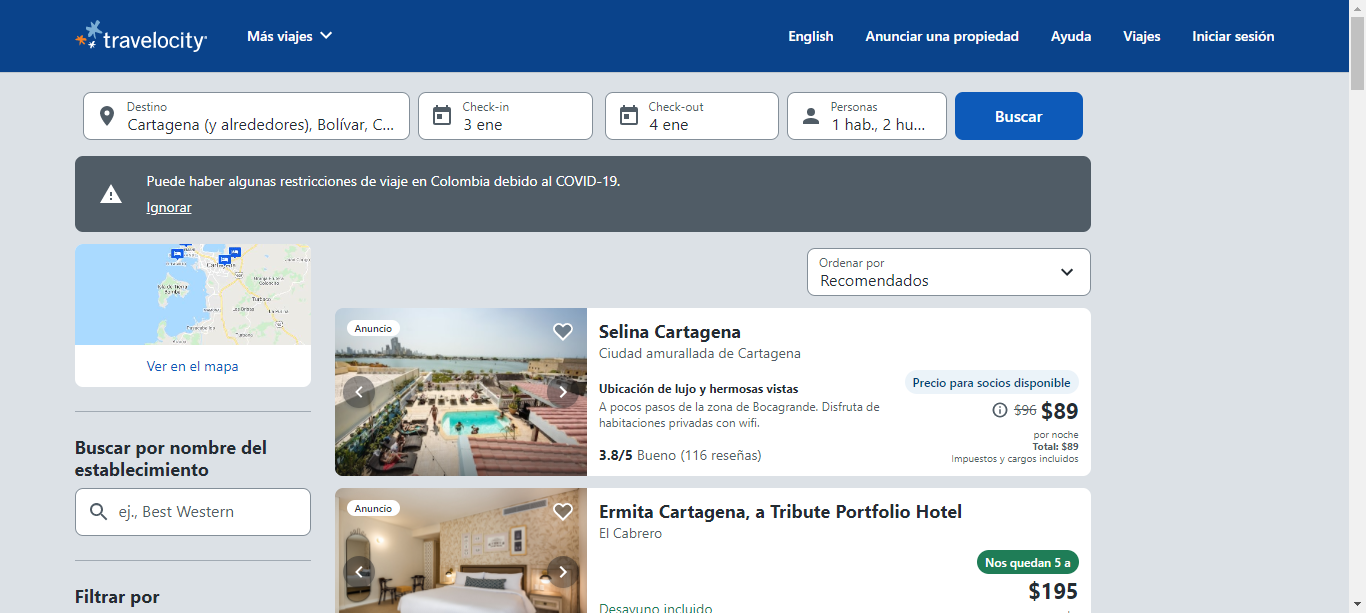 travelocity
Más viajes
English
Anunciar una propiedad
Ayuda
Viajes
Iniciar sesión
Destino
Cartagena (y alrededores), Bolívar, C...
Check-in
3 ene
Check-out
4 ene
Personas
1 hab., 2 hu...
Buscar
Puede haber algunas restricciones de viaje en Colombia debido al COVID-19.
Ignorar
Ver en el mapa
Buscar por nombre del
establecimiento
ej., Best Western
Filtrar por
Ordenar por
Recomendados
Anuncio
Selina Cartagena
Ciudad amurallada de Cartagena
Ubicación de lujo y hermosas vistas
A pocos pasos de la zona de Bocagrande. Disfruta de
habitaciones privadas con wifi.
3.8/5 Bueno (116 reseñas)
Precio para socios disponible
$96 $89
por noche
Total: $89
Impuestos y cargos incluidos
Anuncio
Ermita Cartagena, a Tribute Portfolio Hotel
El Cabrero
Nos quedan 5 a
$195
Desayuno incluido